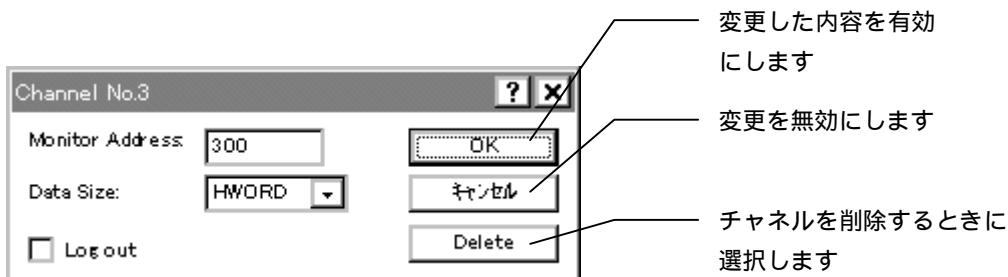 変更した内容を有効
にします
Channel No.3
?
Monitor Address:
300
OK
変更を無効にします
Data Size:
HWORD
キャンセル
Log out
Delete
チャネルを削除するときに
選択します